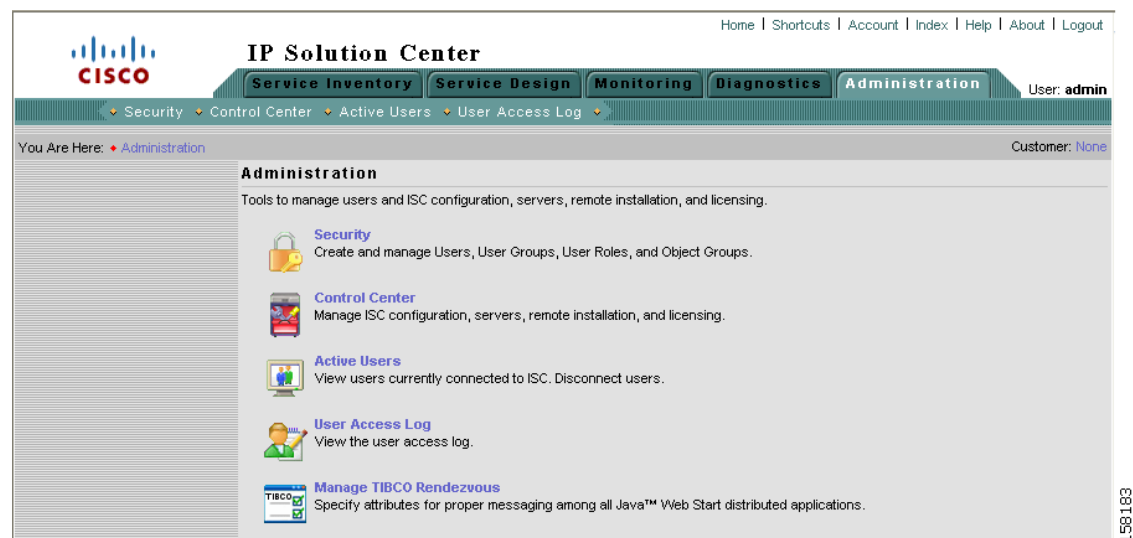 Home | Shortcuts | Account | Index | Help | About | Logout
CISCO
IP Solution Center
Service Inventory Service Design Monitoring Diagnostics Administration
User: admin
Security Control Center Active Users User Access Log
You Are Here: Administration
Customer: None
Administration
Tools to manage users and ISC configuration, servers, remote installation, and licensing.
Security
Create and manage Users, User Groups, User Roles, and Object Groups.
Control Center
Manage ISC configuration, servers, remote installation, and licensing.
Active Users
View users currently connected to ISC. Disconnect users.
User Access Log
View the user access log.
TIBCO
Manage TIBCO Rendezvous
Specify attributes for proper messaging among all Java™ Web Start distributed applications.
158183